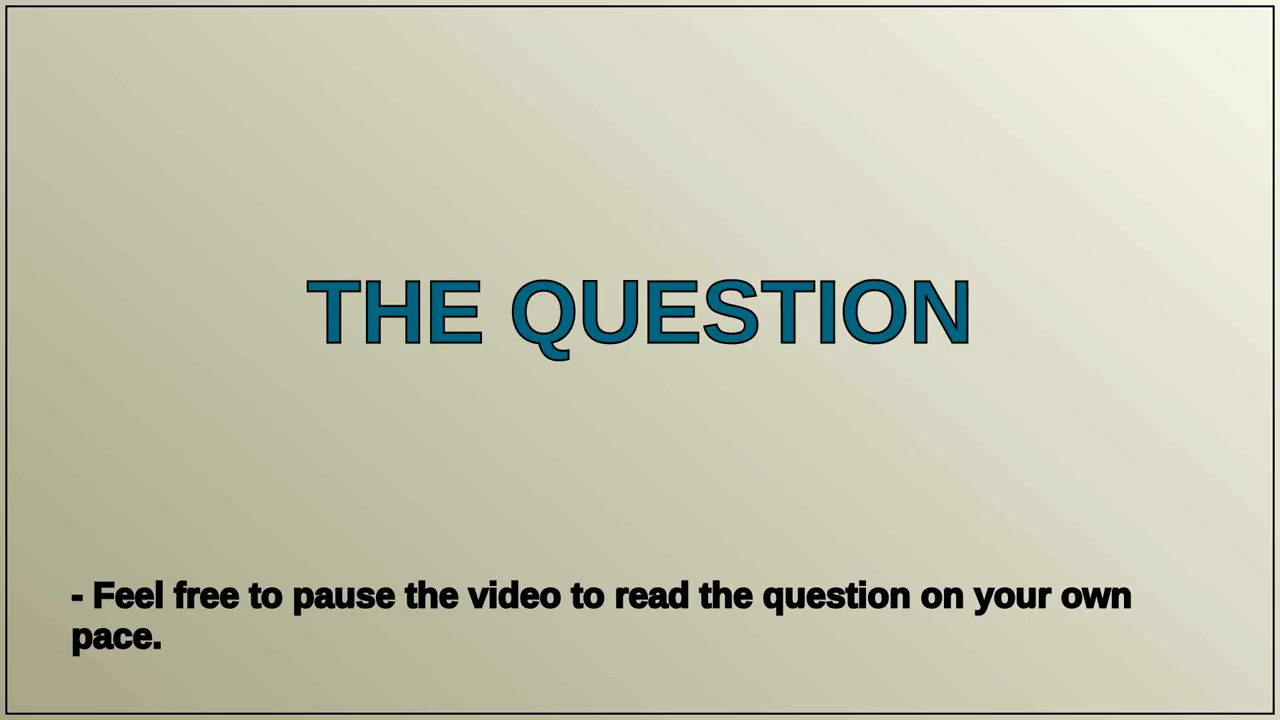 THE QUESTION
- Feel free to pause the video to read the question on your own
pace.